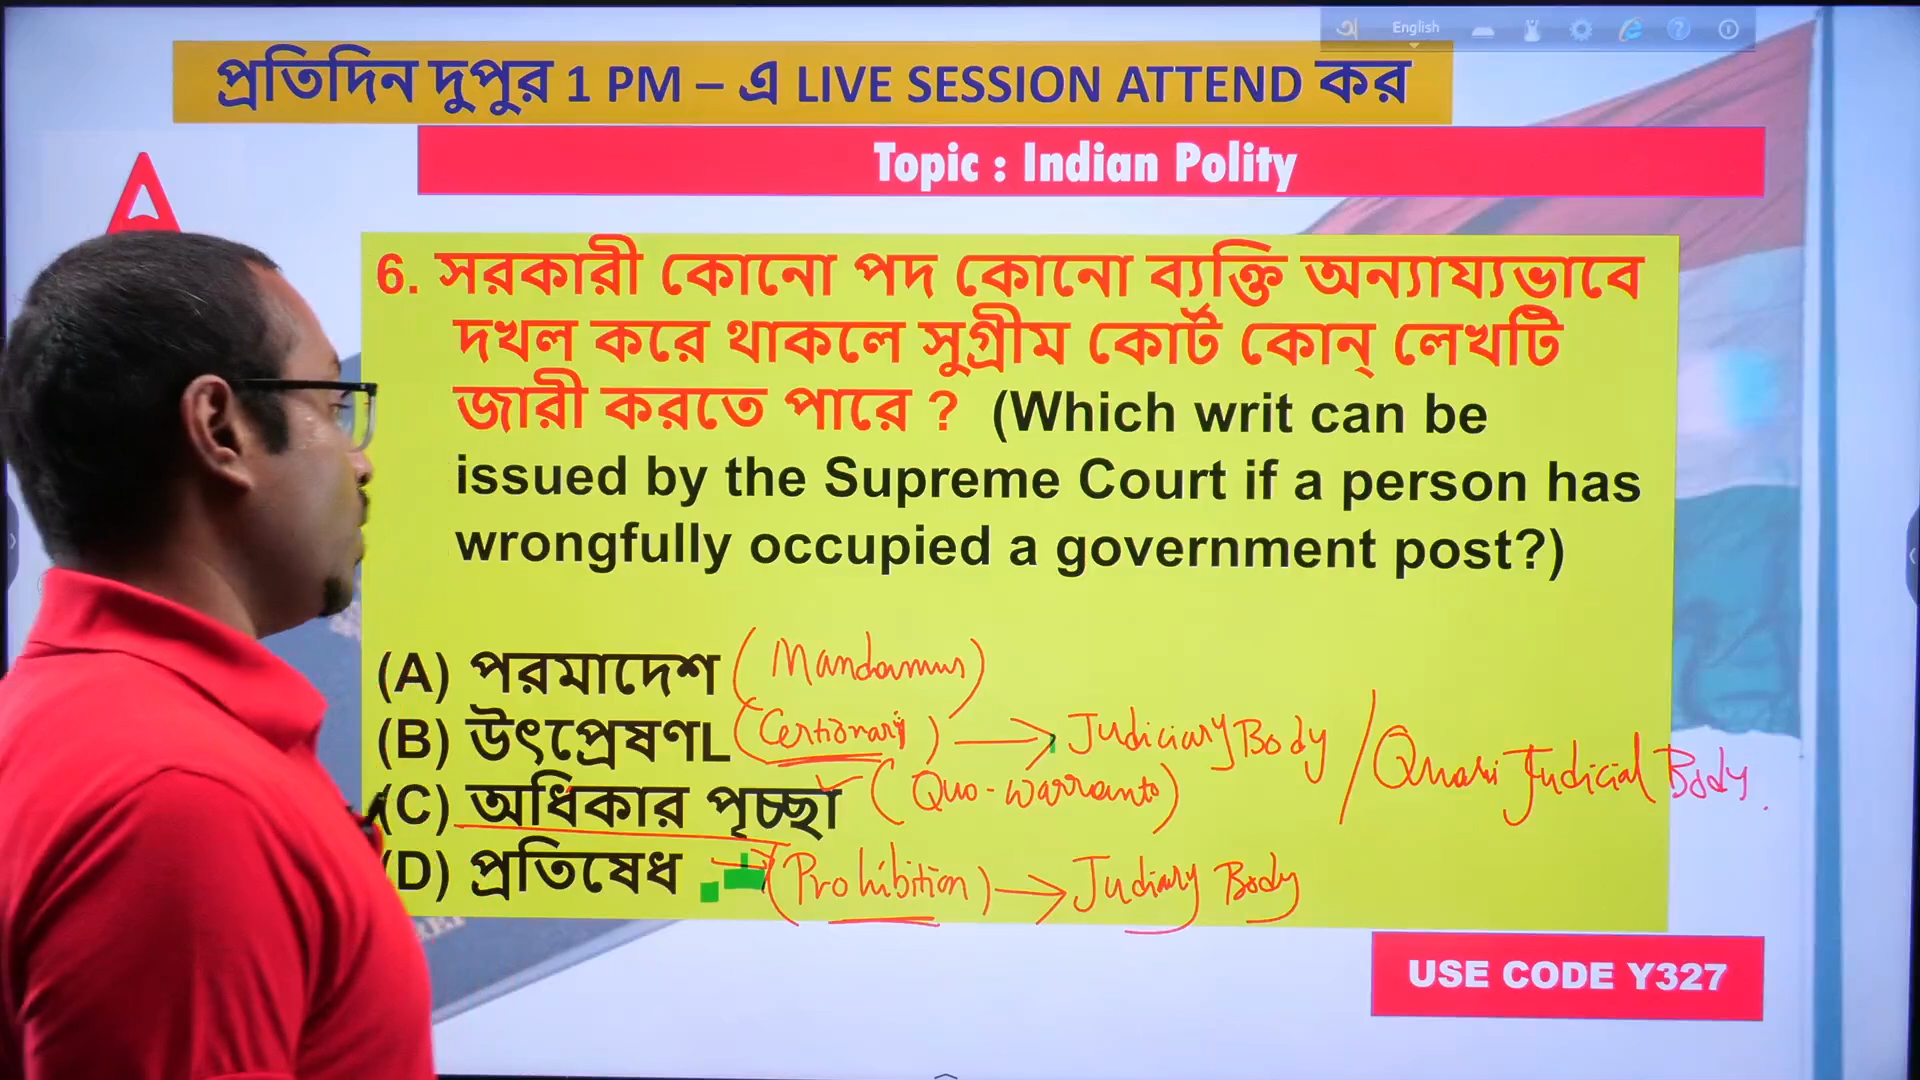 English
প্রতিদিন দুপুর 1 PM – এ LIVE SESSION ATTEND কর
Topic : Indian Polity
6. সরকারী কোনো পদ কোনো ব্যক্তি অন্যায্যভাবে
দখল করে থাকলে সুপ্রীম কোর্ট কোন্ লেখটি
জারী করতে পারে ? (Which writ can be
issued by the Supreme Court if a person has
wrongfully occupied a government post?)
(A) পরমাদেশ (Mandamus)
(B) উৎপ্রেষণL (Certiorari) → Judiciary Body / Quasi Judicial Body.
(C) অধিকার পৃচ্ছা (Quo-warranto)
(D) প্রতিষেধ (Prohibition) → Judiary Body
USE CODE Y327